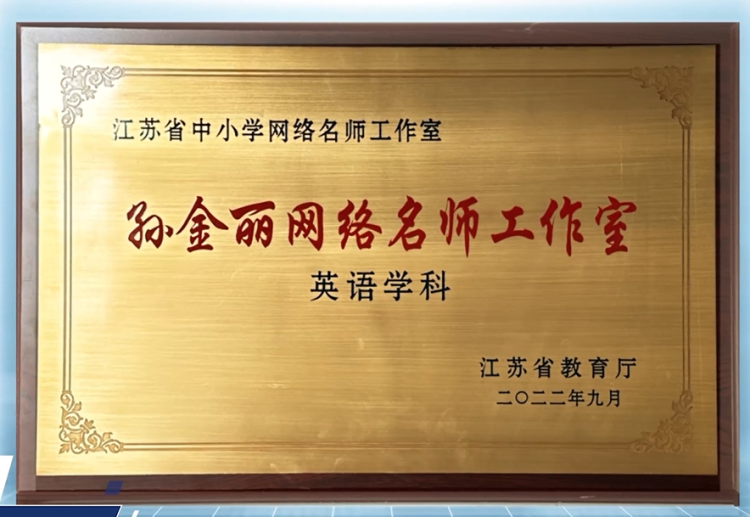 江苏省中小学网络名师工作室
孙金丽网络名师工作室
英语学科
江苏省教育厅
二〇二二年九月